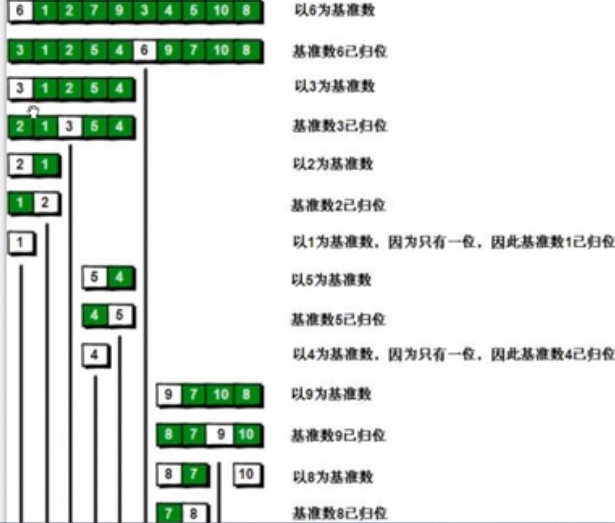 6 1 2 7 9 3 4 5 10 8 以6为基准数
3 1 2 5 4 6 9 7 10 8 基准数6已归位
3 1 2 5 4 以3为基准数
2 1 3 5 4 基准数3已归位
2 1 以2为基准数
1 2 基准数2已归位
1 以1为基准数，因为只有一位，因此基准数1已归位
5 4 以5为基准数
4 5 基准数5已归位
4 以4为基准数，因为只有一位，因此基准数4已归位
9 7 10 8 以9为基准数
8 7 9 10 基准数9已归位
8 7 10 以8为基准数
7 8 基准数8已归位